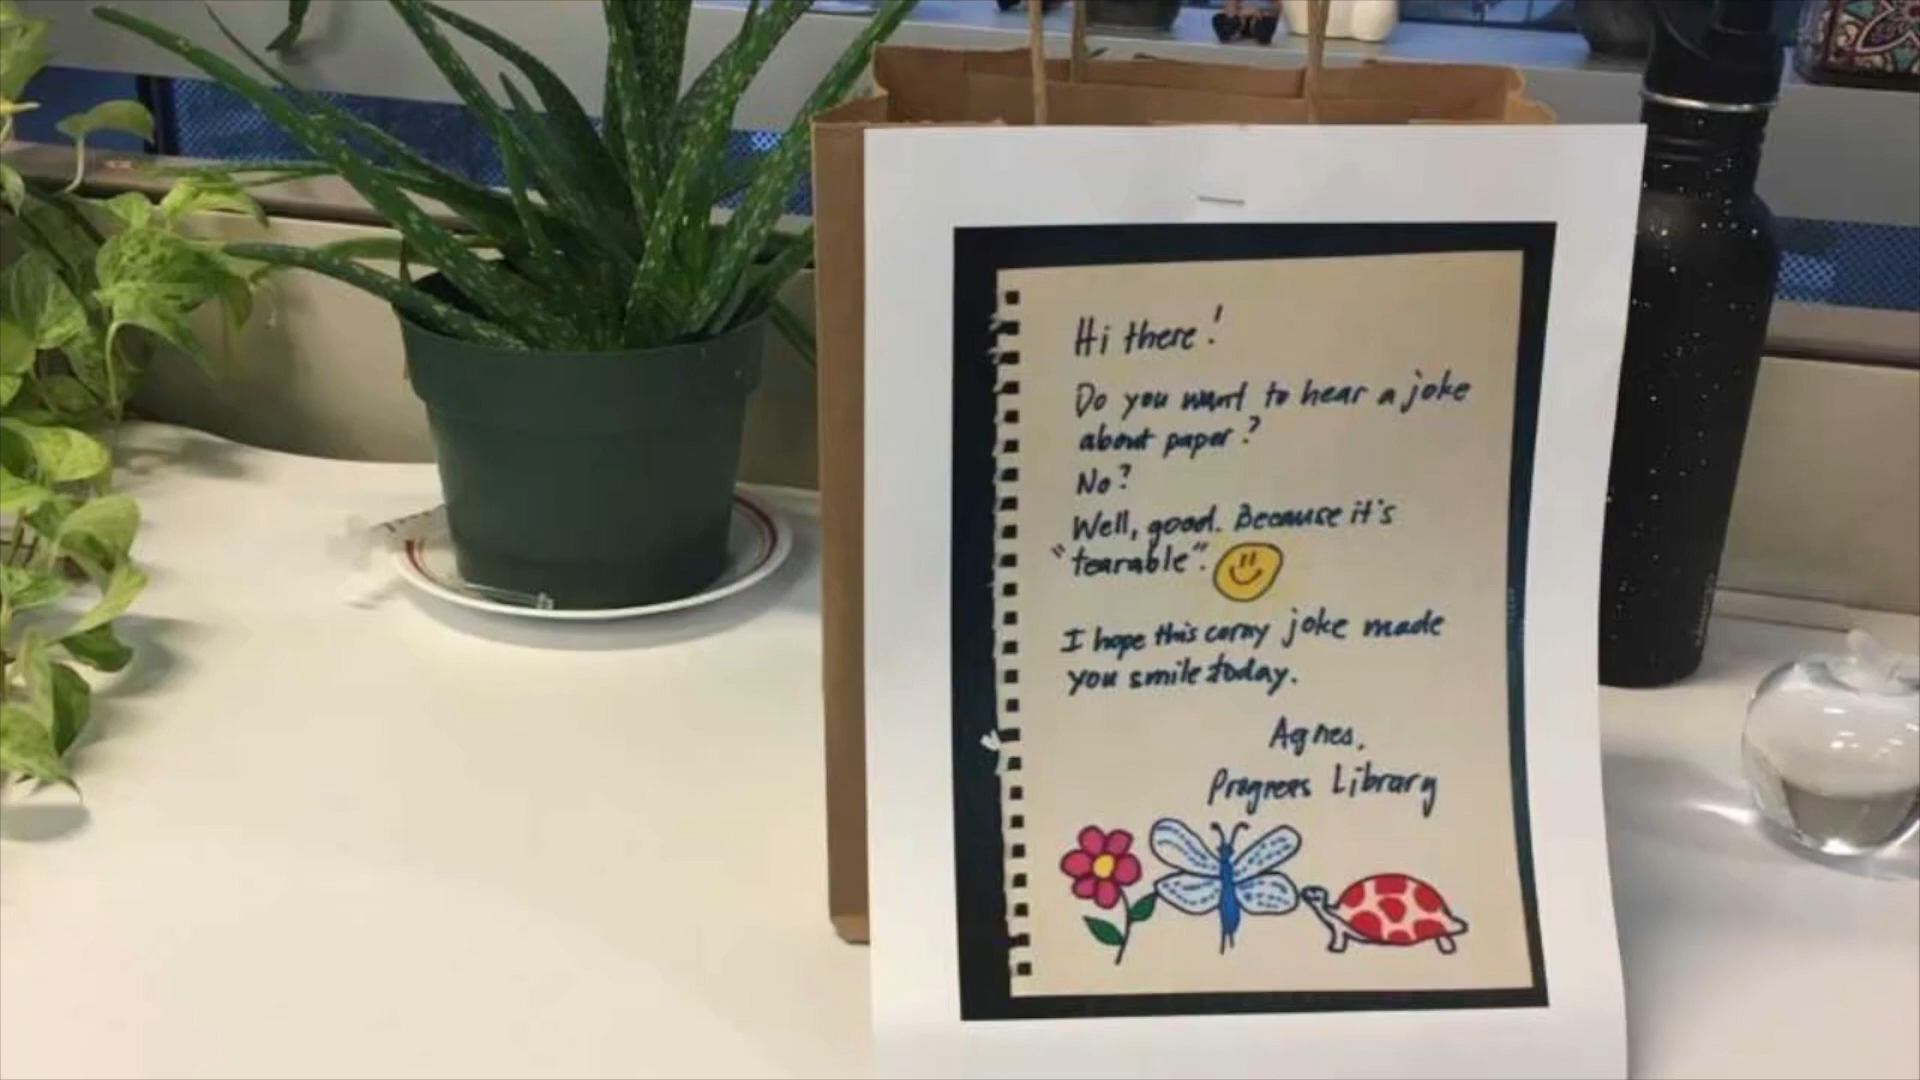 Hi there!
Do you want to hear a joke
about paper?
No?
Well, good. Because it's
"tearable".
I hope this corny joke made
you smile today.
Agnes,
Progress Library